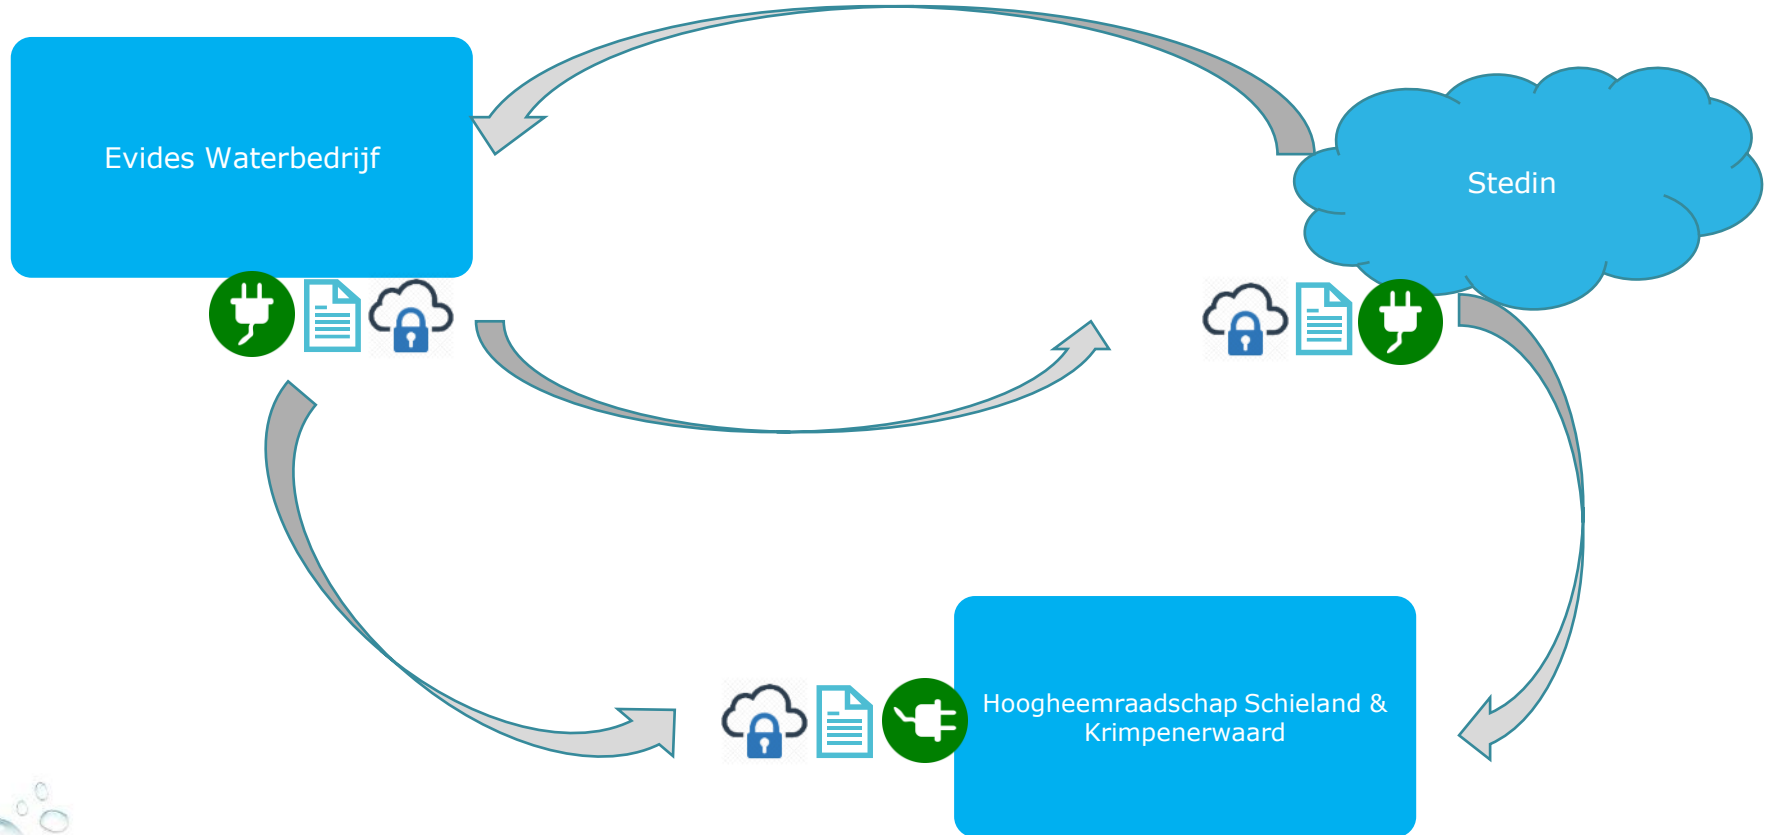 Evides Waterbedrijf
Stedin
Hoogheemraadschap Schieland &
Krimpenerwaard